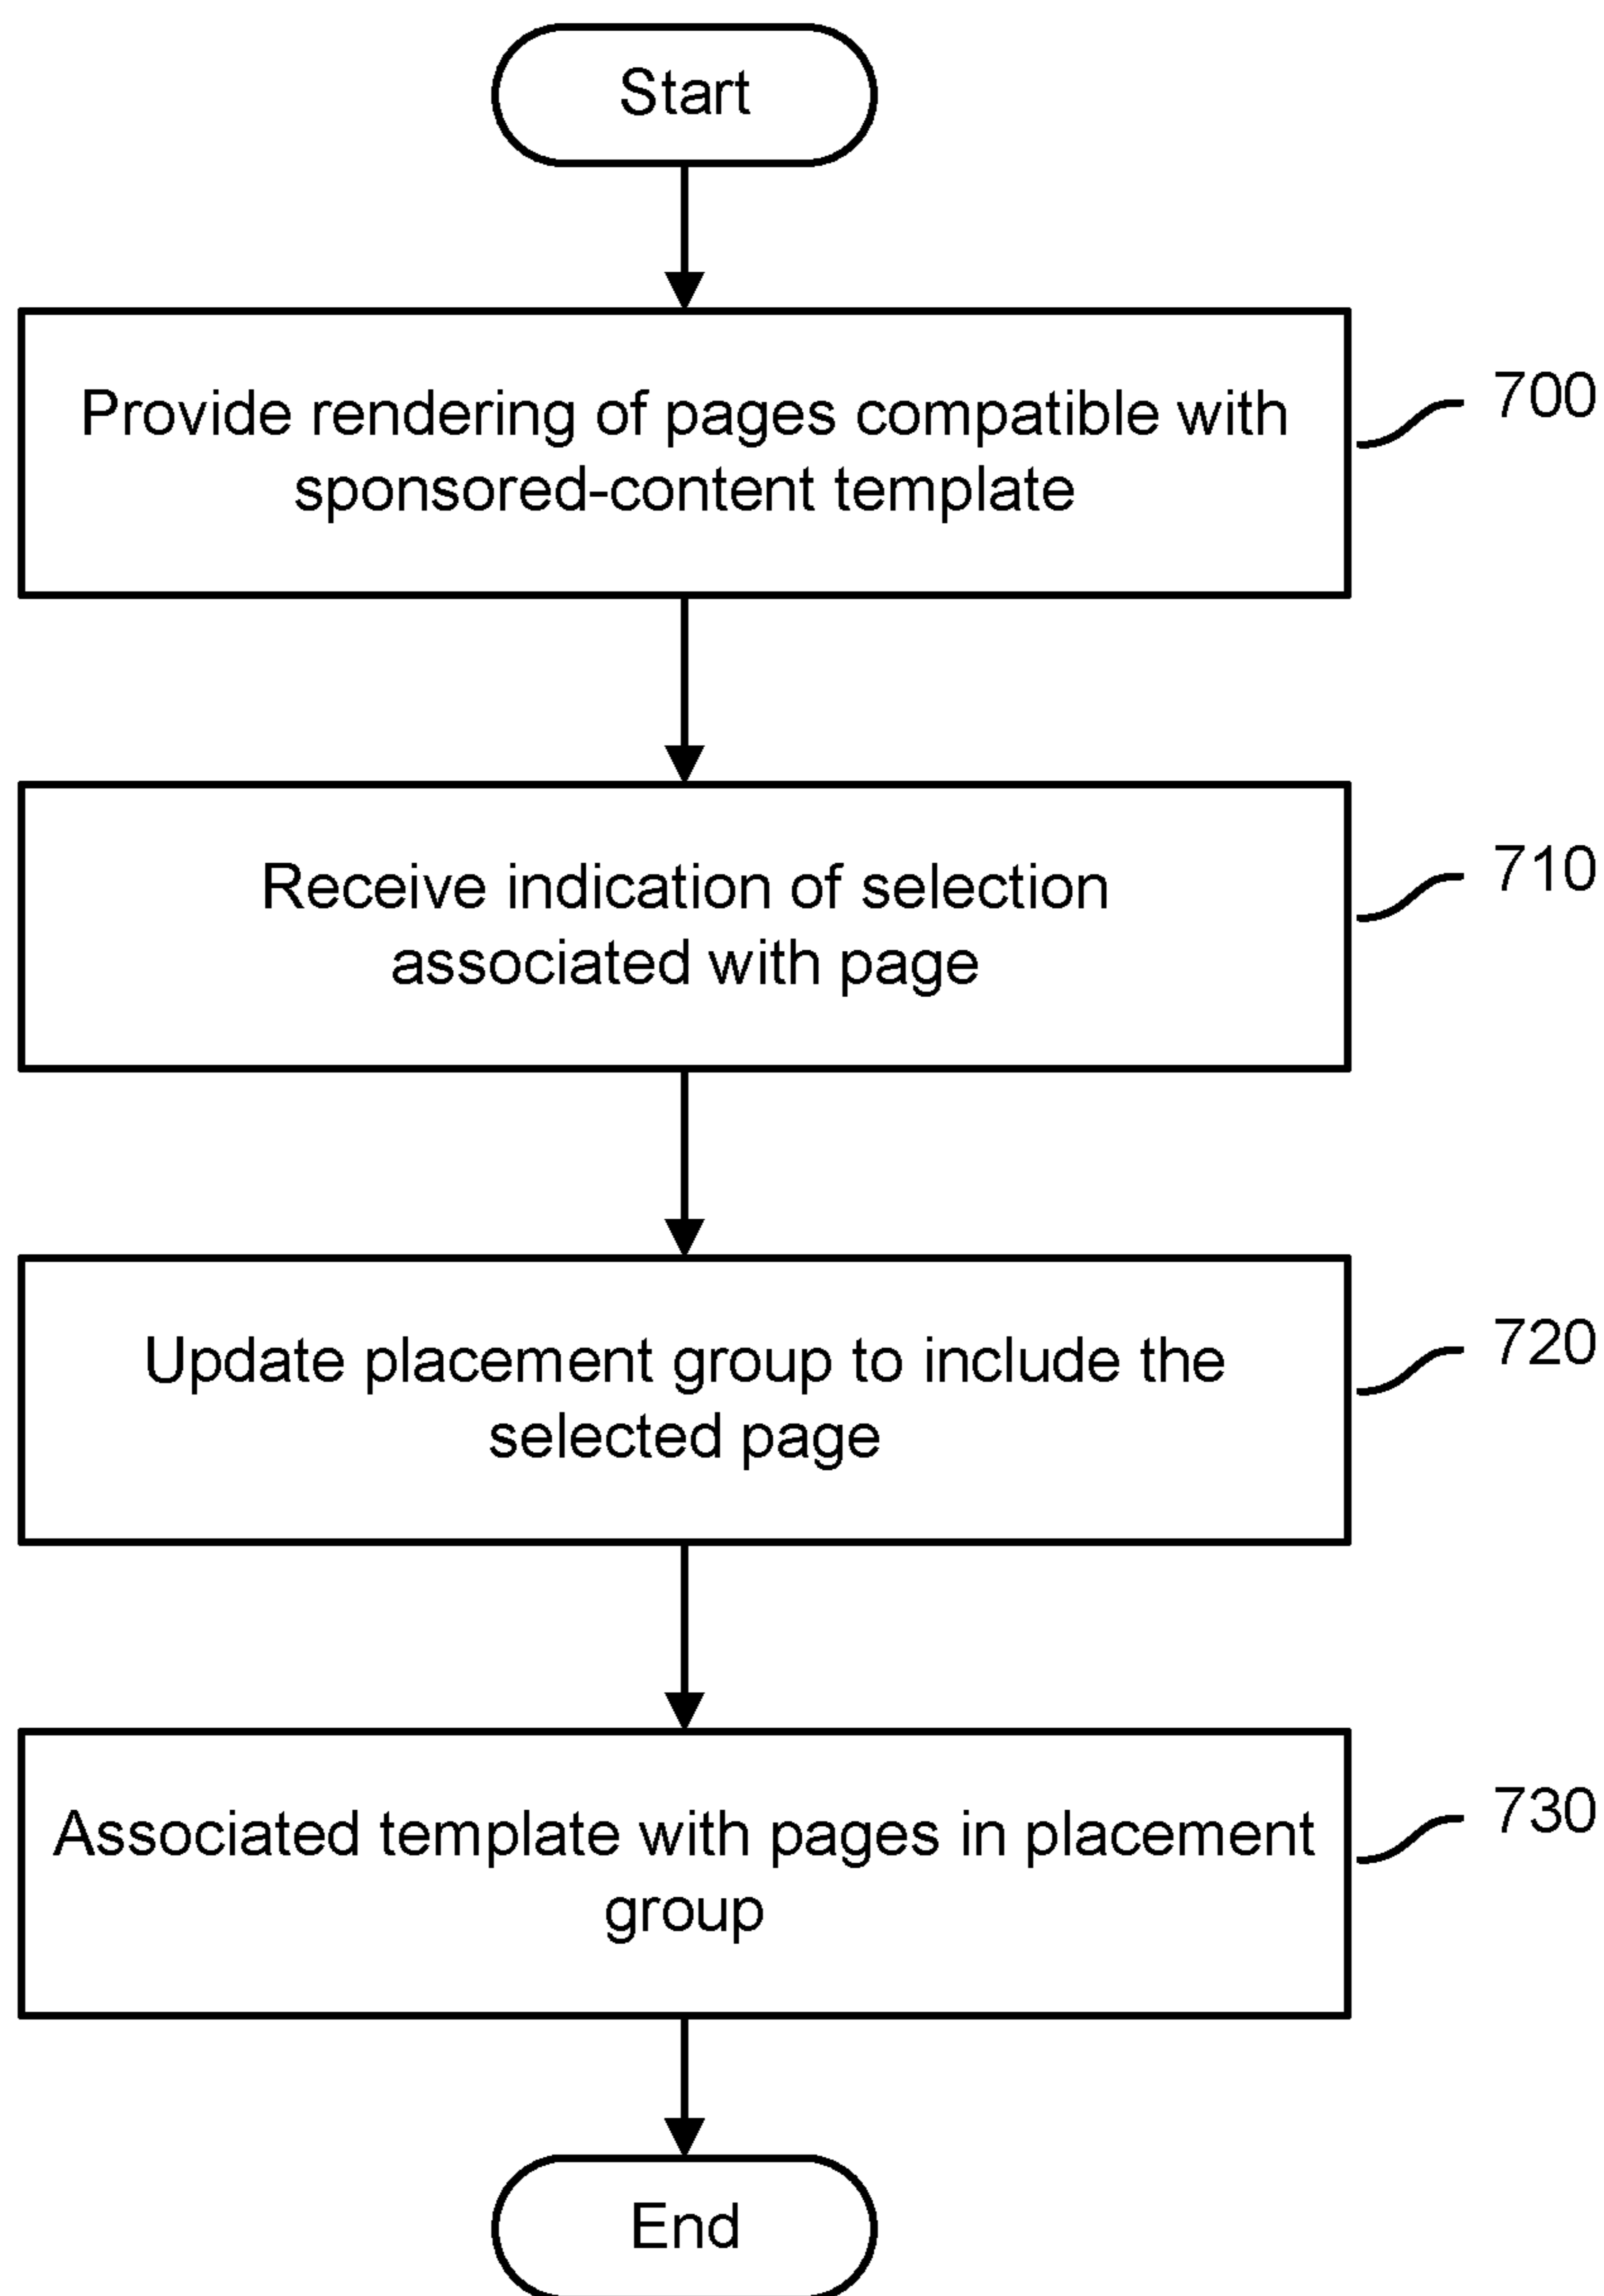 Start
Provide rendering of pages compatible with
sponsored-content template
700
Receive indication of selection
associated with page
710
Update placement group to include the
selected page
720
Associated template with pages in placement
group
730
End